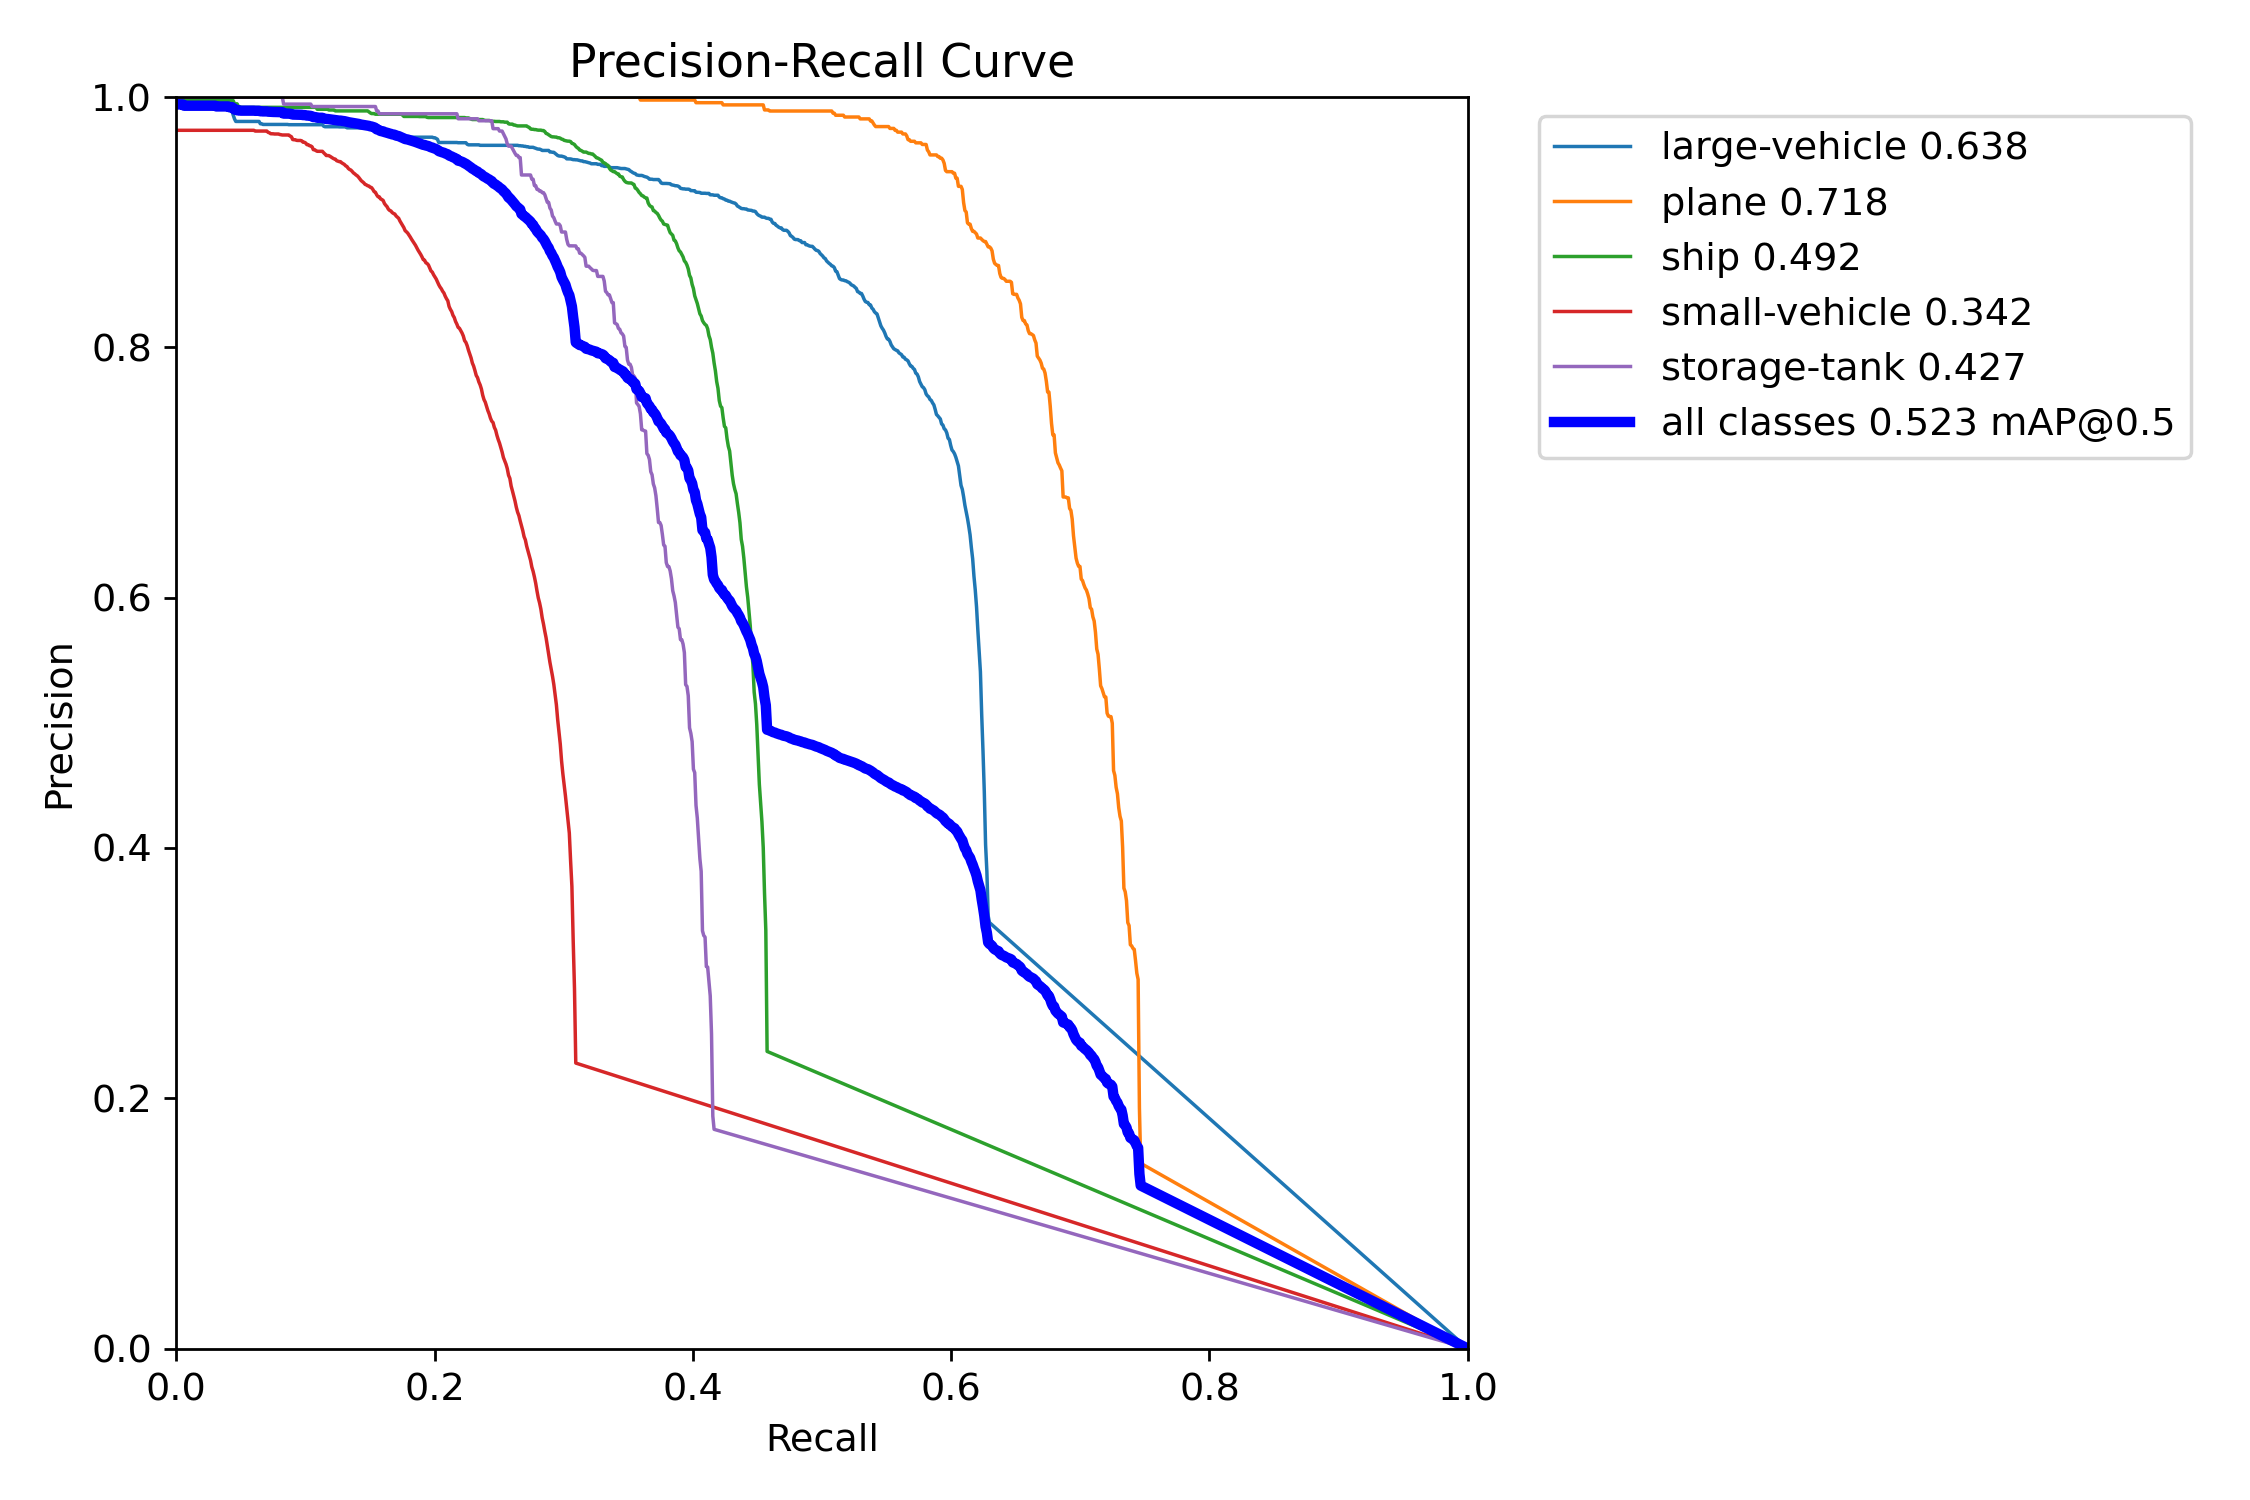 Precision-Recall Curve
1.0
0.8
0.6
0.4
0.2
0.0
Precision
0.0 0.2 0.4 0.6 0.8 1.0
Recall
large-vehicle 0.638
plane 0.718
ship 0.492
small-vehicle 0.342
storage-tank 0.427
all classes 0.523 mAP@0.5